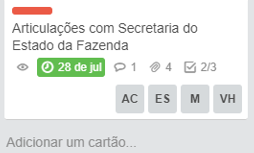 Articulações com Secretaria do
Estado da Fazenda
28 de jul 1 4 2/3
AC ES M VH
Adicionar um cartão...